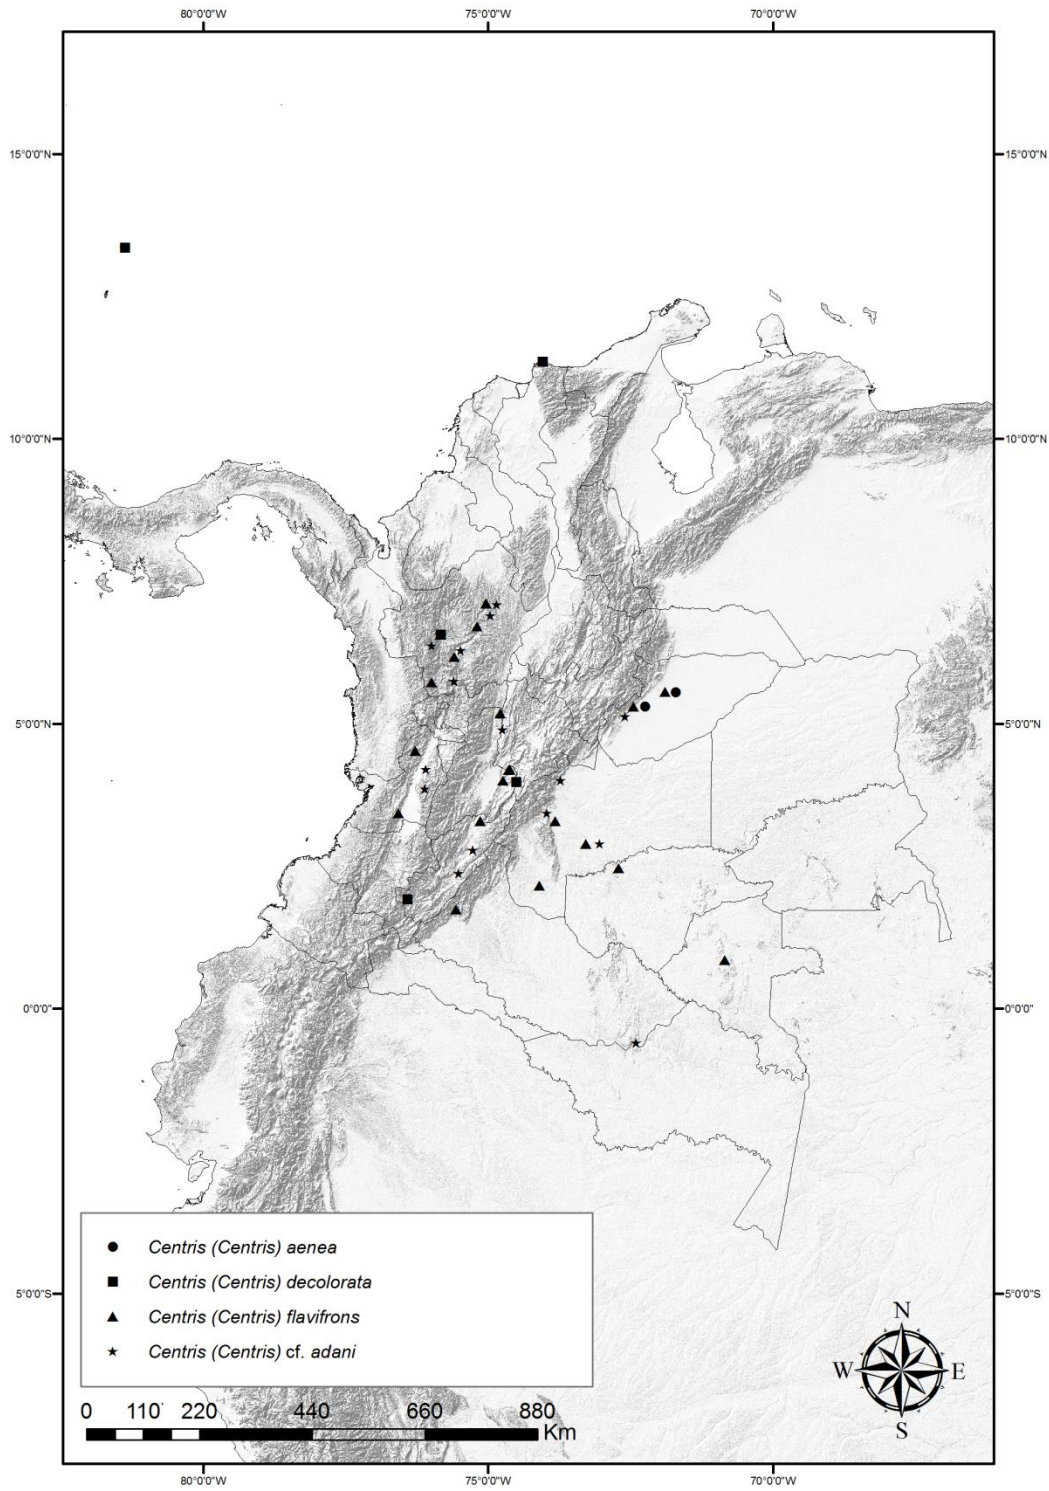 80°0'0"W 75°0'0"W 70°0'0"W
15°0'0"N 15°0'0"N
10°0'0"N 10°0'0"N
5°0'0"N 5°0'0"N
0°0'0" 0°0'0"
5°0'0"S 5°0'0"S
Centris (Centris) aenea
Centris (Centris) decolorata
Centris (Centris) flavifrons
Centris (Centris) cf. adani
N
W E
S
0 110 220 440 660 880
Km
80°0'0"W 75°0'0"W 70°0'0"W